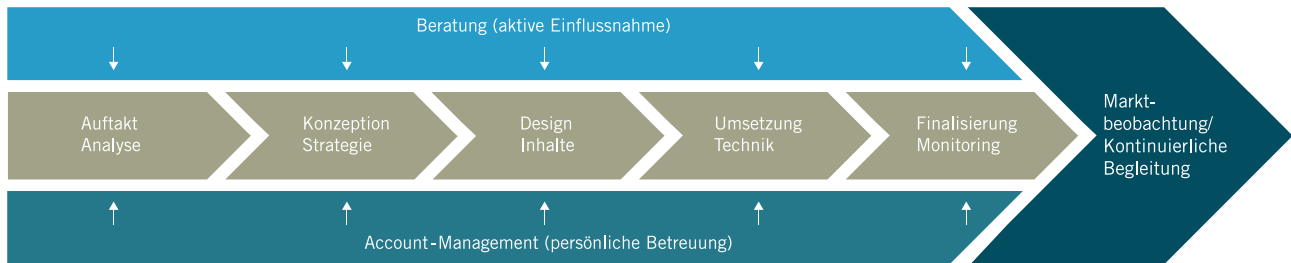 Beratung (aktive Einflussnahme)
Auftakt
Analyse
Konzeption
Strategie
Design
Inhalte
Umsetzung
Technik
Finalisierung
Monitoring
Markt-
beobachtung/
Kontinuierliche
Begleitung
Account-Management (persönliche Betreuung)